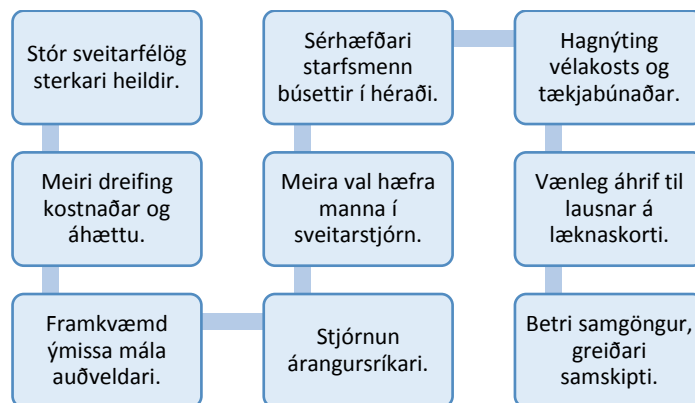 Stór sveitarfélög
sterkari heildir.
Meiri dreifing
kostnaðar og
áhættu.
Framkvæmd
ýmissa mála
auðveldari.
Stjórnun
árangursríkari.
Meira val hæfra
manna í
sveitarstjórn.
Sérhæfðari
starfsmenn
búsettir í héraði.
Hagnýting
vélakosts og
tækjabúnaðar.
Vænleg áhrif til
lausnar á
læknaskorti.
Betri samgöngur,
greiðari
samskipti.